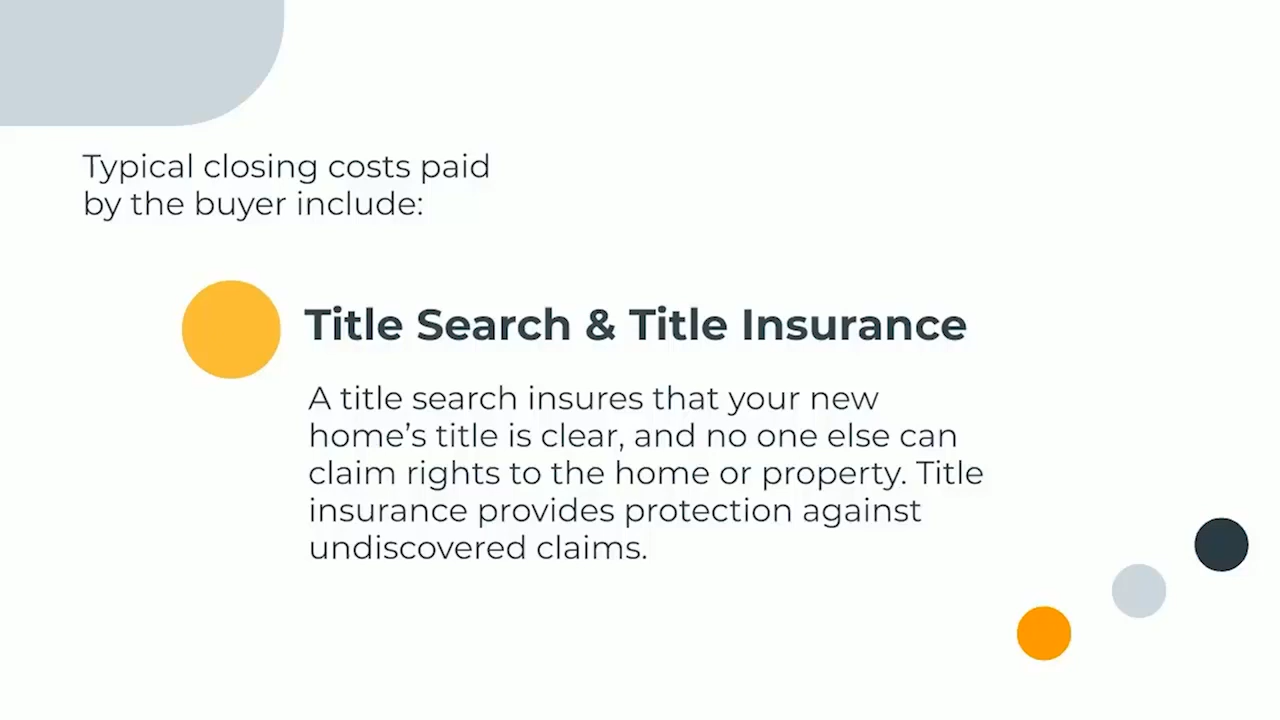 Typical closing costs paid
by the buyer include:
Title Search & Title Insurance
A title search insures that your new
home’s title is clear, and no one else can
claim rights to the home or property. Title
insurance provides protection against
undiscovered claims.